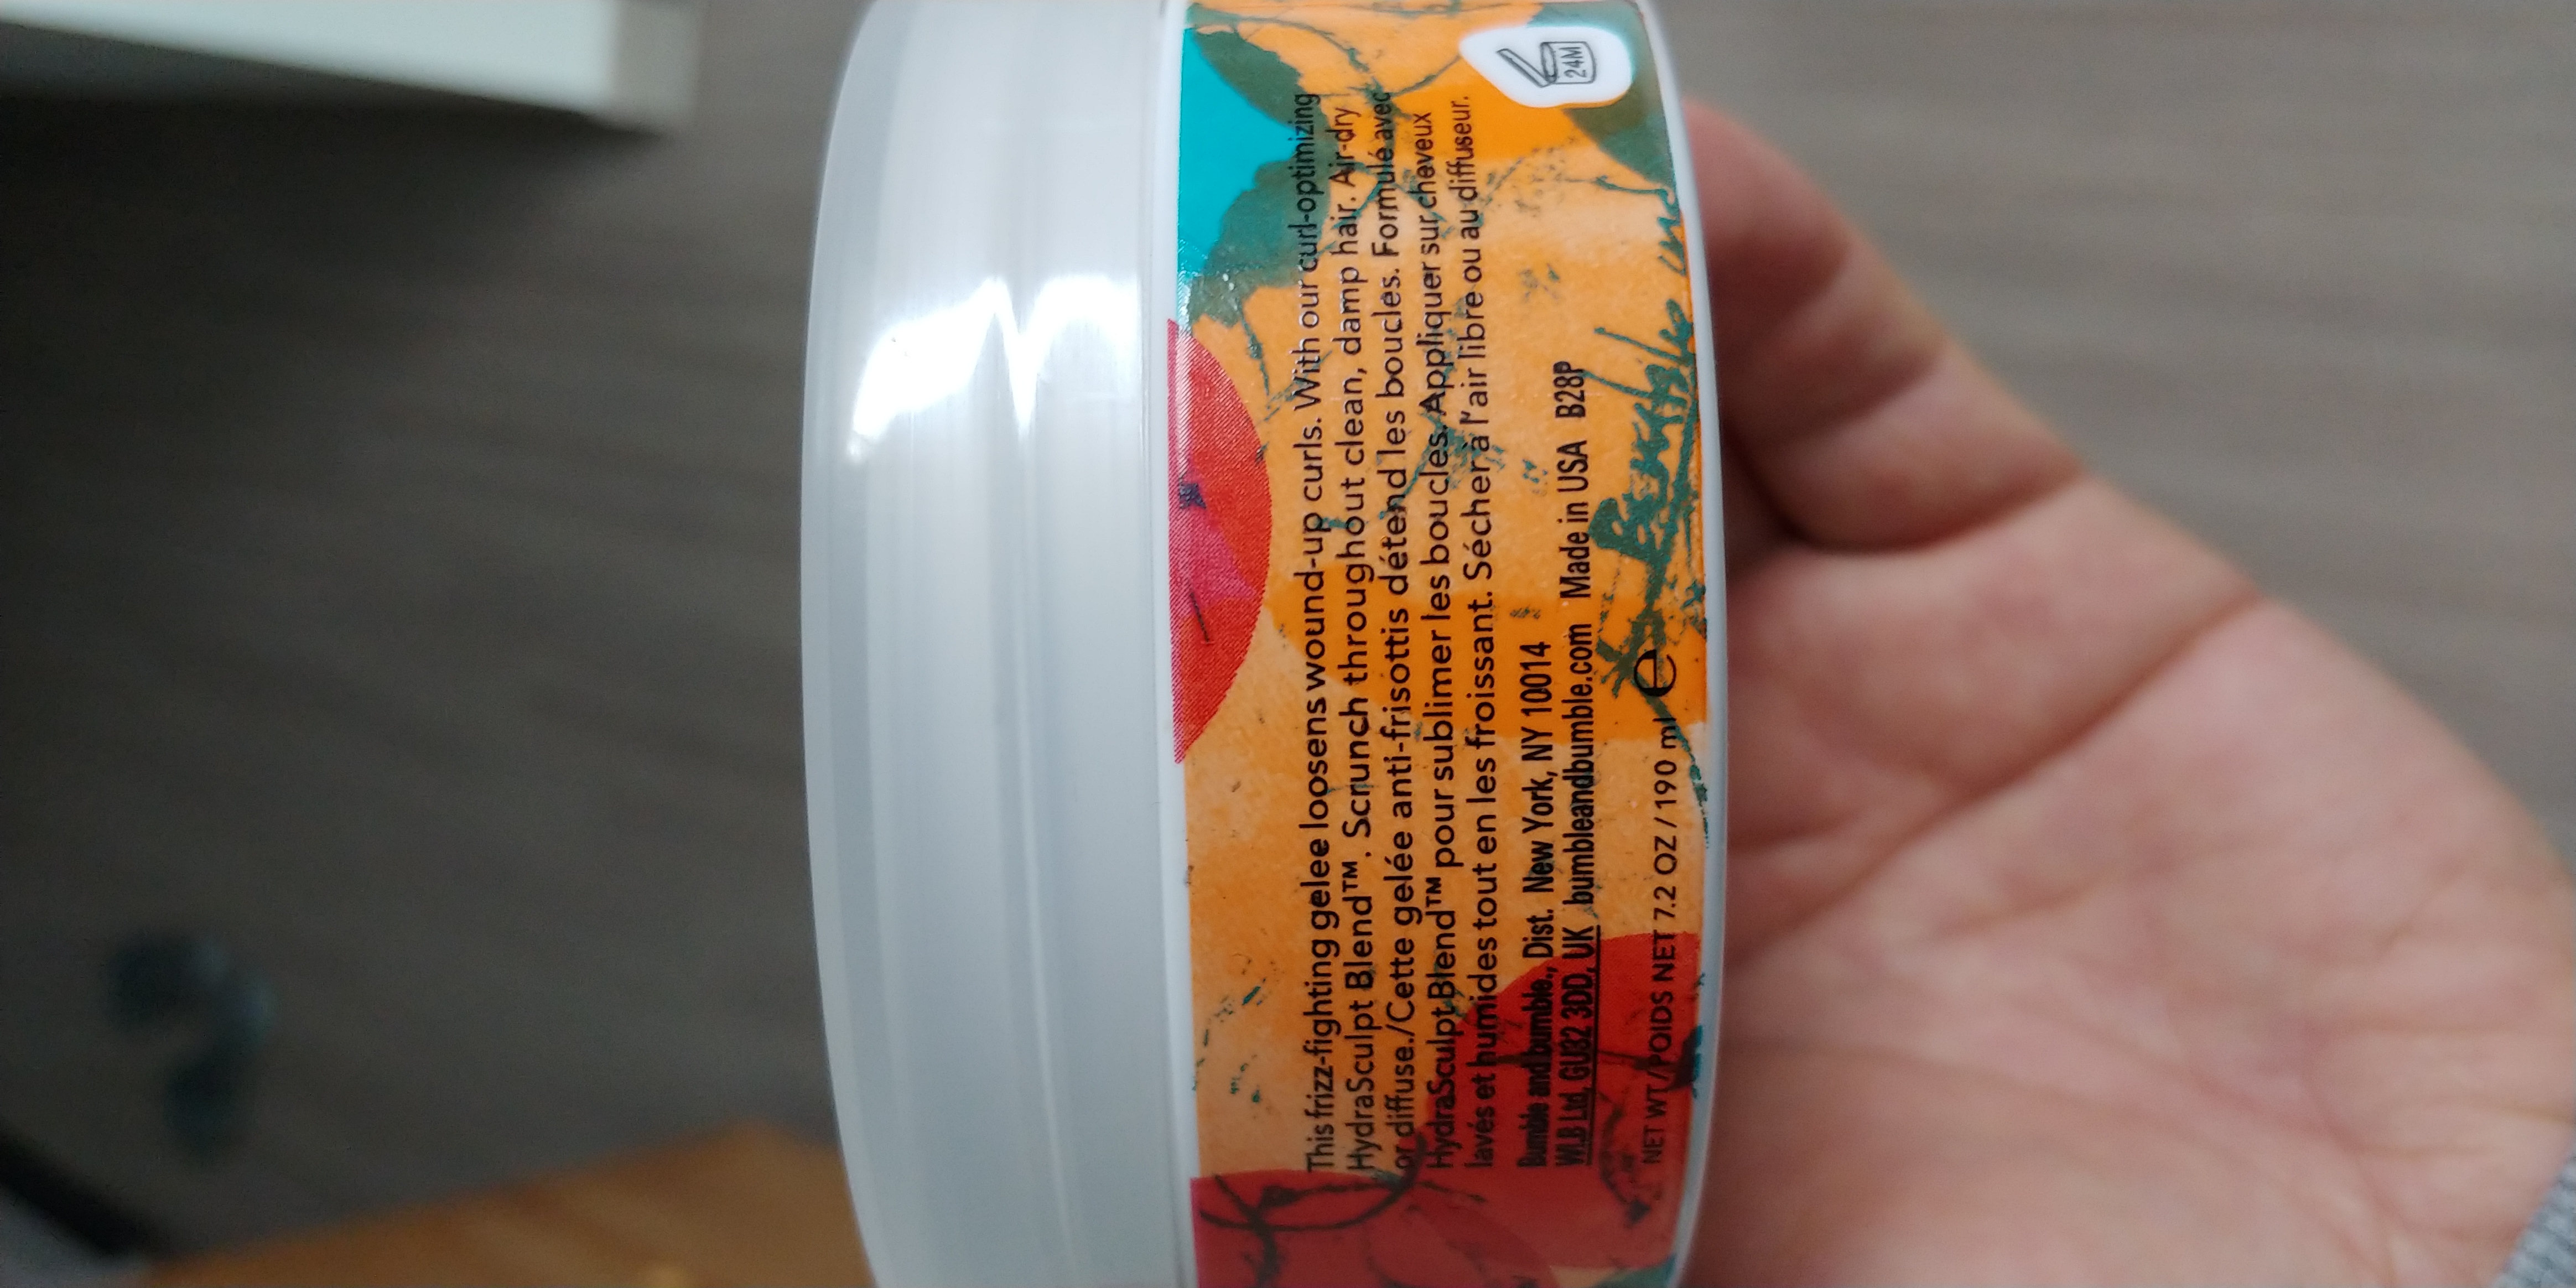 This frizz-fighting gelee loosens wound-up curls. With our curl-optimizing
HydraSculpt Blend™. Scrunch throughout clean, damp hair. Air-dry
or diffuse./Cette gelée anti-frisottis détend les boucles. Formulé avec
HydraSculpt Blend™ pour sublimer les boucles. Appliquer sur cheveux
lavés et humides tout en les froissant. Sécher à l'air libre ou au diffuseur.
Bumble and bumble., Dist. New York, NY 10014
WLB Ltd, GU32 3DD, UK bumbleandbumble.com Made in USA B28P
24M
NET WT/POIDS NET 7.2 OZ / 190 ml e
Bumble and